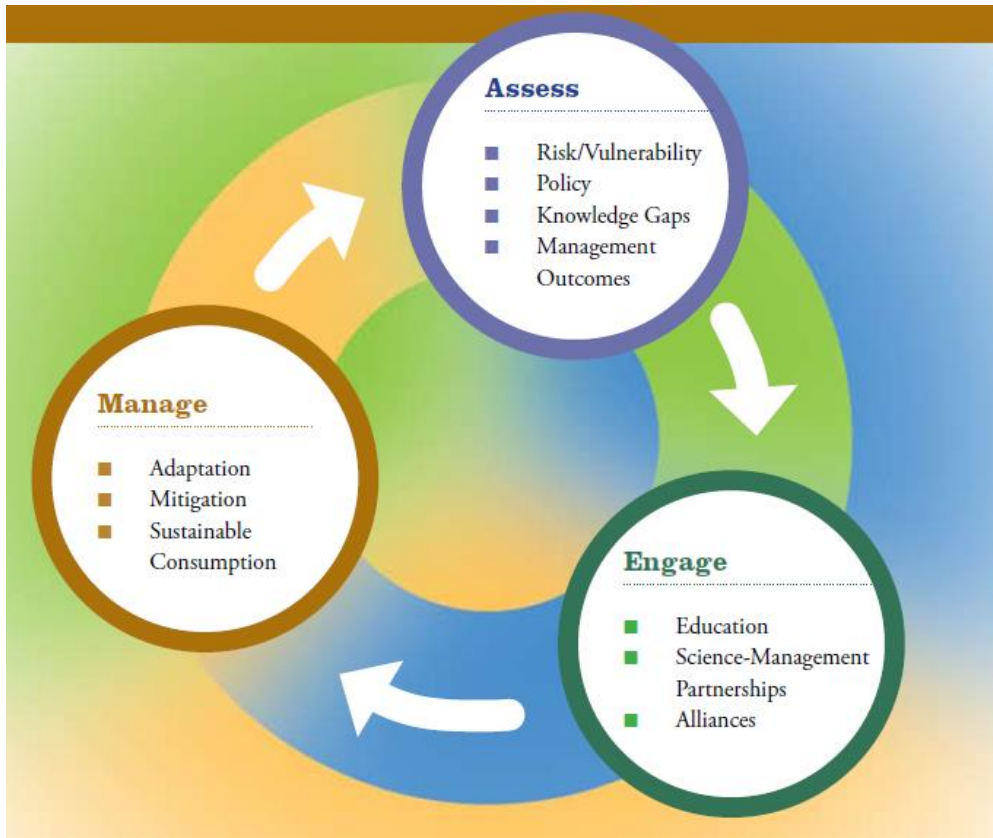 Assess
Risk/Vulnerability
Policy
Knowledge Gaps
Management
Outcomes
Manage
Adaptation
Mitigation
Sustainable
Consumption
Engage
Education
Science-Management
Partnerships
Alliances